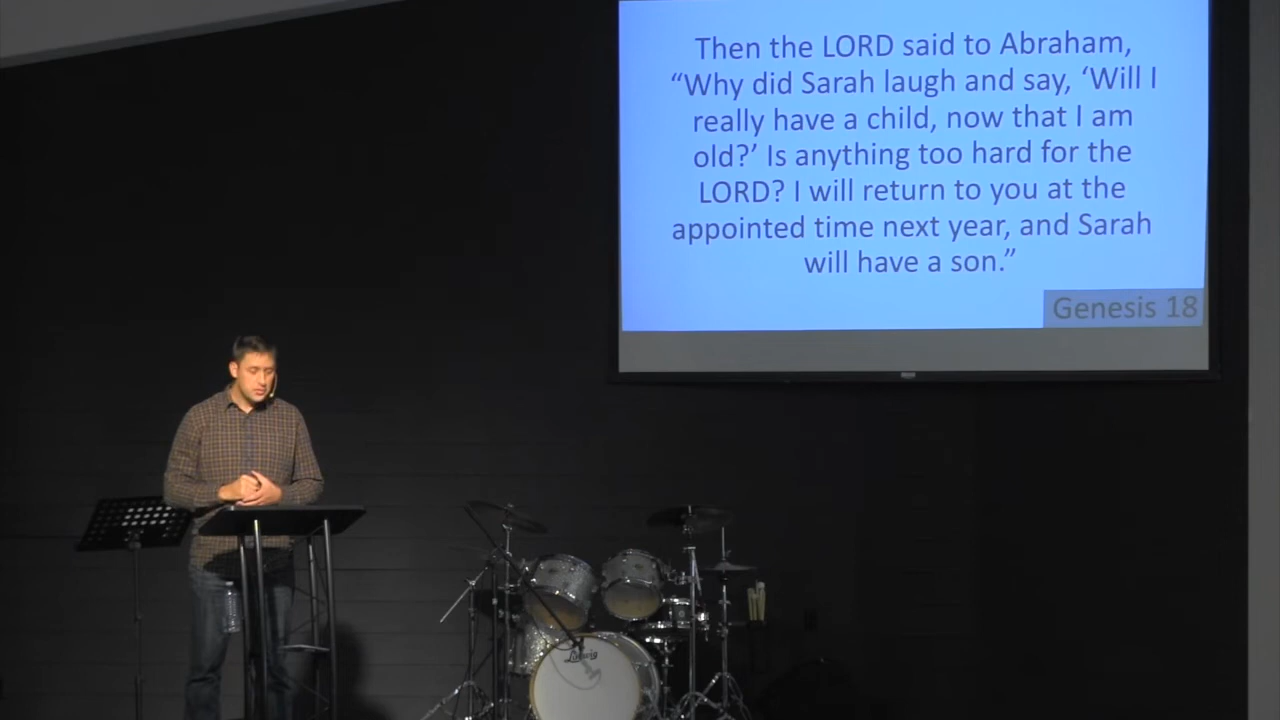 Then the LORD said to Abraham,
“Why did Sarah laugh and say, ‘Will I
really have a child, now that I am
old?’ Is anything too hard for the
LORD? I will return to you at the
appointed time next year, and Sarah
will have a son.”
Genesis 18
Ludwig